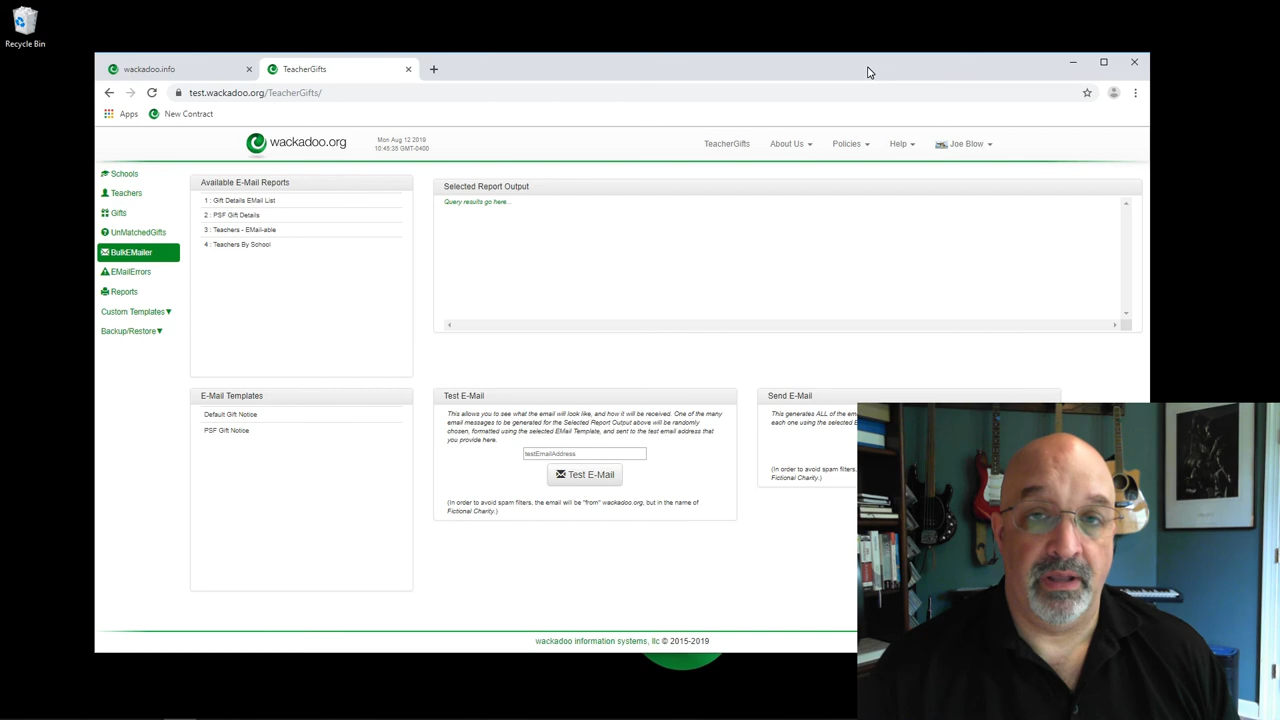 Recycle Bin
wackadoo.info
TeacherGifts
test.wackadoo.org/TeacherGifts/
Apps
New Contract
wackadoo.org
Mon Aug 12 2019
10:45:35 GMT-0400
TeacherGifts
About Us
Policies
Help
Joe Blow
Schools
Teachers
Gifts
UnMatchedGifts
BulkEMailer
EMailErrors
Reports
Custom Templates▼
Backup/Restore▼
Available E-Mail Reports
1 : Gift Details EMail List
2 : PSF Gift Details
3 : Teachers - EMail-able
4 : Teachers By School
Selected Report Output
Query results go here...
E-Mail Templates
Default Gift Notice
PSF Gift Notice
Test E-Mail
This allows you to see what the email will look like, and how it will be received. One of the many
email messages to be generated for the Selected Report Output above will be randomly
chosen, formatted using the selected EMail Template, and sent to the test email address that
you provide here.
testEmailAddress
Test E-Mail
(In order to avoid spam filters, the email will be "from" wackadoo.org, but in the name of
Fictional Charity.)
Send E-Mail
This generates ALL of the
each one using the selected
(In order to avoid spam filters
Fictional Charity.)
wackadoo information systems, llc © 2015-2019